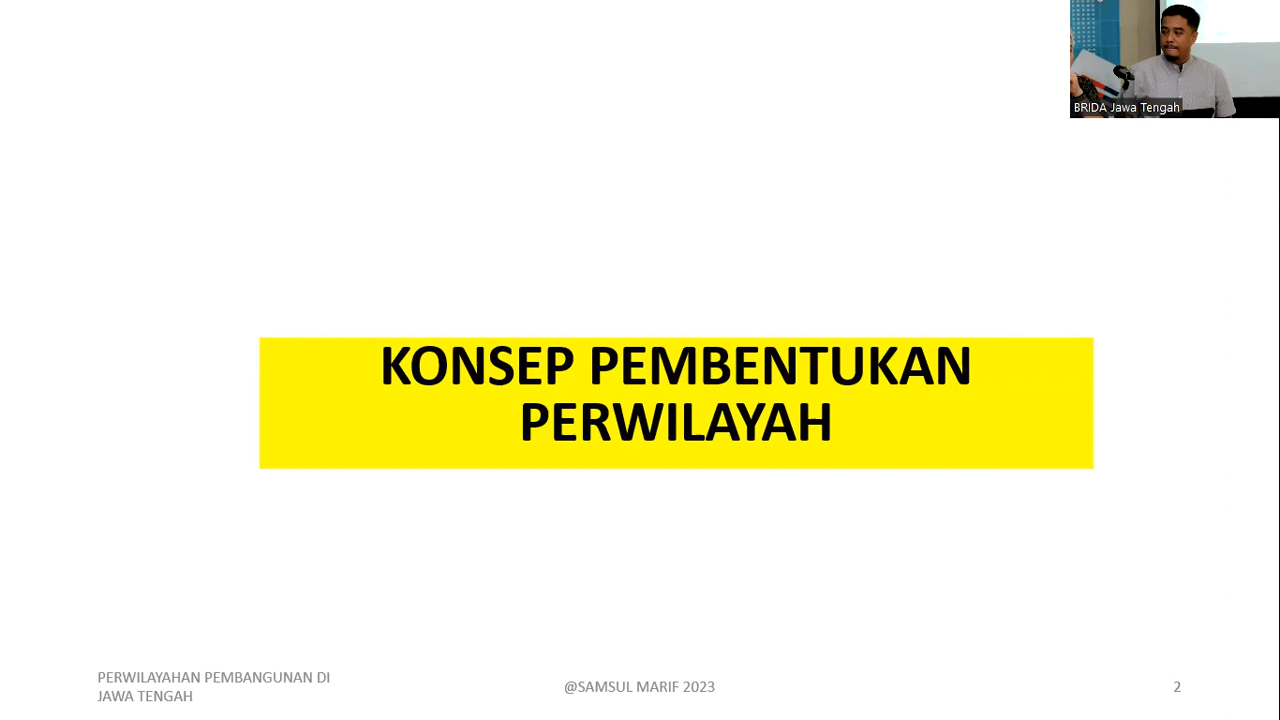 BRIDA Jawa Tengah
KONSEP PEMBENTUKAN
PERWILAYAH
PERWILAYAHAN PEMBANGUNAN DI
JAWA TENGAH
@SAMSUL MARIF 2023
2